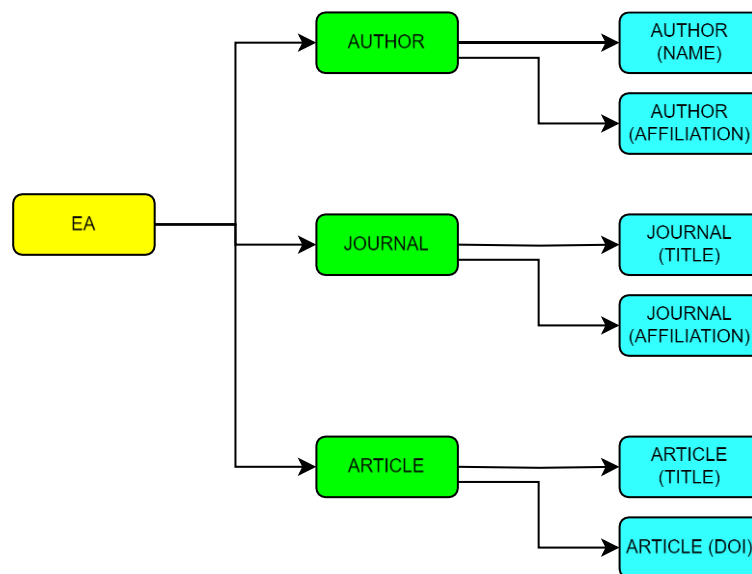 AUTHOR
AUTHOR
(NAME)
AUTHOR
(AFFILIATION)
EA
JOURNAL
JOURNAL
(TITLE)
JOURNAL
(AFFILIATION)
ARTICLE
ARTICLE
(TITLE)
ARTICLE (DOI)